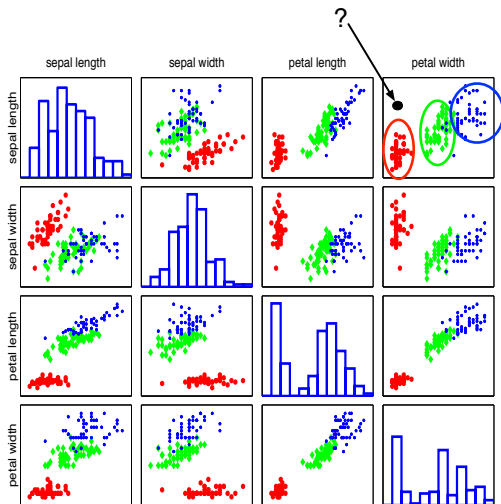 ?
sepal length sepal width petal length petal width
sepal length
sepal width
petal length
petal width